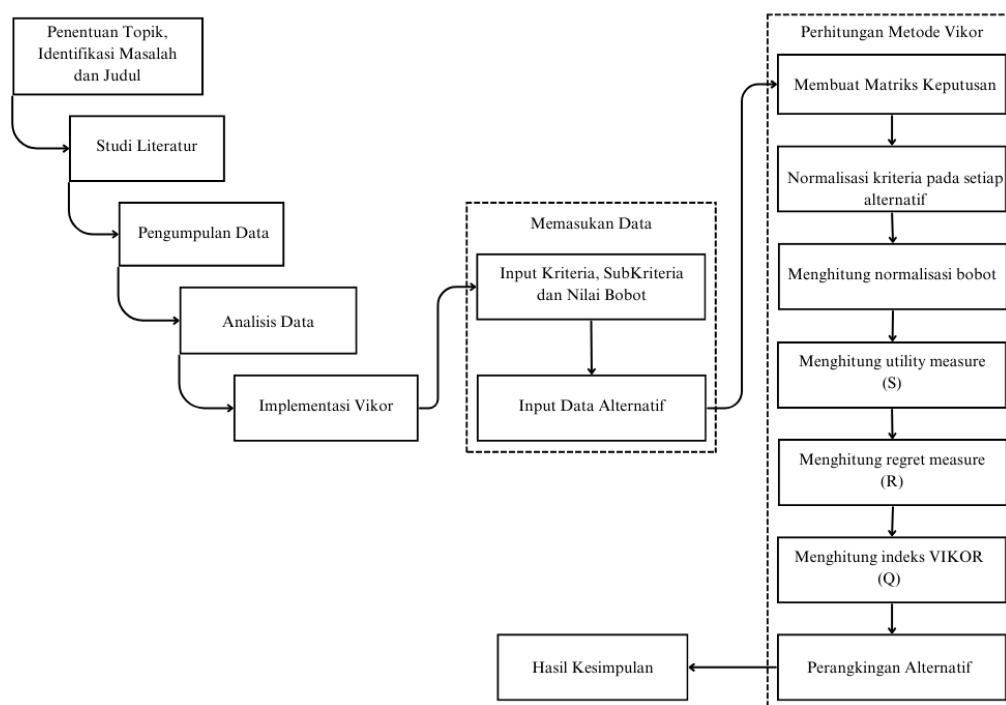 Penentuan Topik,
Identifikasi Masalah
dan Judul
Studi Literatur
Pengumpulan Data
Analisis Data
Implementasi Vikor
Memasukan Data
Input Kriteria, SubKriteria
dan Nilai Bobot
Input Data Alternatif
Perhitungan Metode Vikor
Membuat Matriks Keputusan
Normalisasi kriteria pada setiap
alternatif
Menghitung normalisasi bobot
Menghitung utility measure
(S)
Menghitung regret measure
(R)
Menghitung indeks VIKOR
(Q)
Perangkingan Alternatif
Hasil Kesimpulan